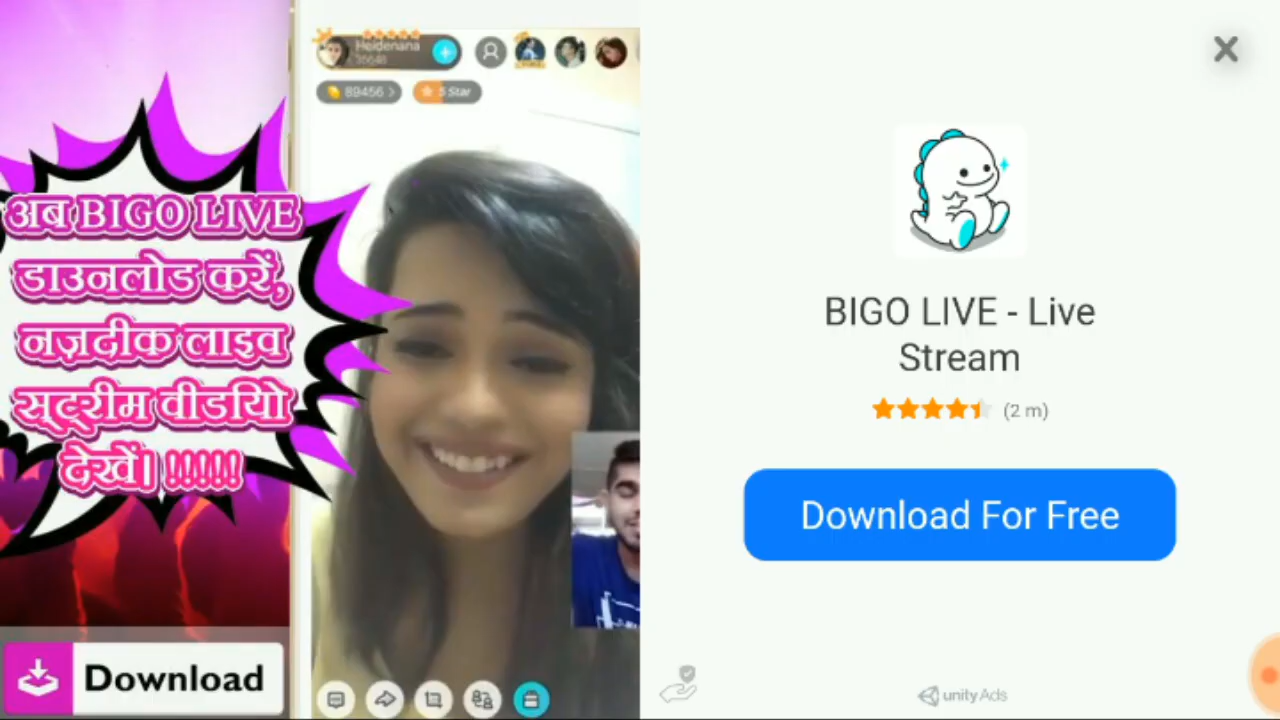 Heidenana
35648
89456 >
5 Star
अब BIGO LIVE
डाउनलोड करें,
नज़दीक लाइव
स्ट्रीम वीडियो
देखें। !!!!!
Download
BIGO LIVE - Live
Stream
(2 m)
Download For Free
unity Ads